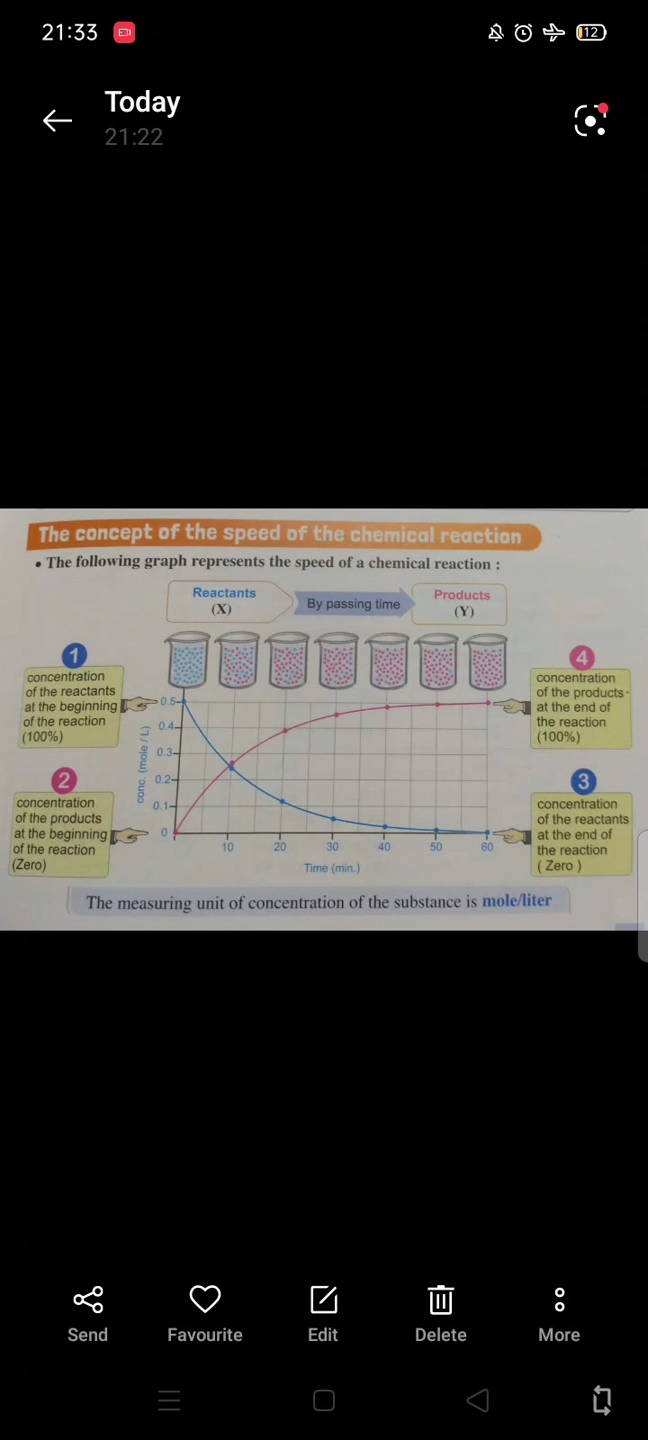 21:33
12
Today
21:22
The concept of the speed of the chemical reaction
• The following graph represents the speed of a chemical reaction :
Reactants
(X)
By passing time
Products
(Y)
1
concentration
of the reactants
at the beginning
of the reaction
(100%)
2
concentration
of the products
at the beginning
of the reaction
(Zero)
conc. (mole / L)
0.5
0.4
0.3
0.2
0.1
0
10 20 30 40 50 60
Time (min.)
4
concentration
of the products
at the end of
the reaction
(100%)
3
concentration
of the reactants
at the end of
the reaction
( Zero )
The measuring unit of concentration of the substance is mole/liter
Send Favourite Edit Delete More